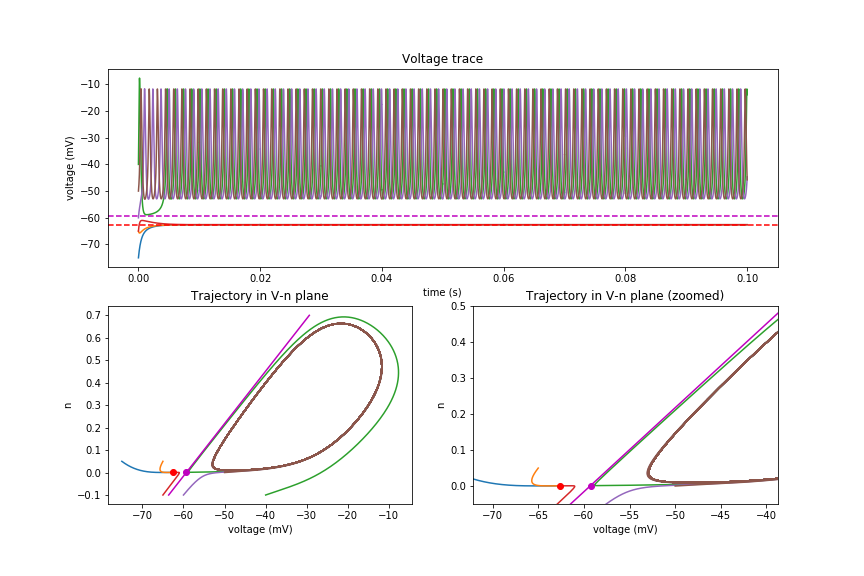 Voltage trace
voltage (mV)
−10
−20
−30
−40
−50
−60
−70
0.00 0.02 0.04 0.06 0.08 0.10
time (s)
Trajectory in V-n plane
n
0.7
0.6
0.5
0.4
0.3
0.2
0.1
0.0
−0.1
−70 −60 −50 −40 −30 −20 −10
voltage (mV)
Trajectory in V-n plane (zoomed)
n
0.5
0.4
0.3
0.2
0.1
0.0
−70 −65 −60 −55 −50 −45 −40
voltage (mV)